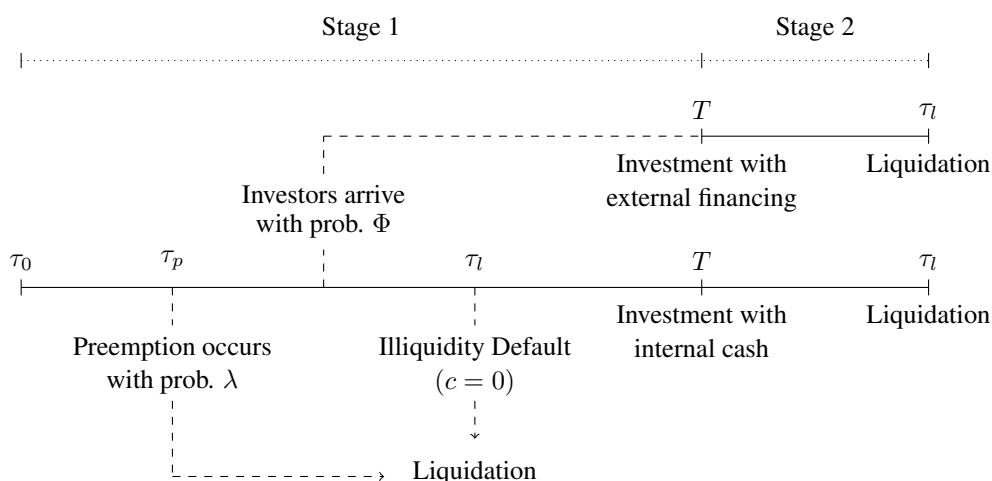 Stage 1
Stage 2
T
τ_l
Investment with
external financing
Liquidation
Investors arrive
with prob. Φ
τ_0
τ_p
τ_l
T
τ_l
Preemption occurs
with prob. λ
Illiquidity Default
(c = 0)
Investment with
internal cash
Liquidation
Liquidation